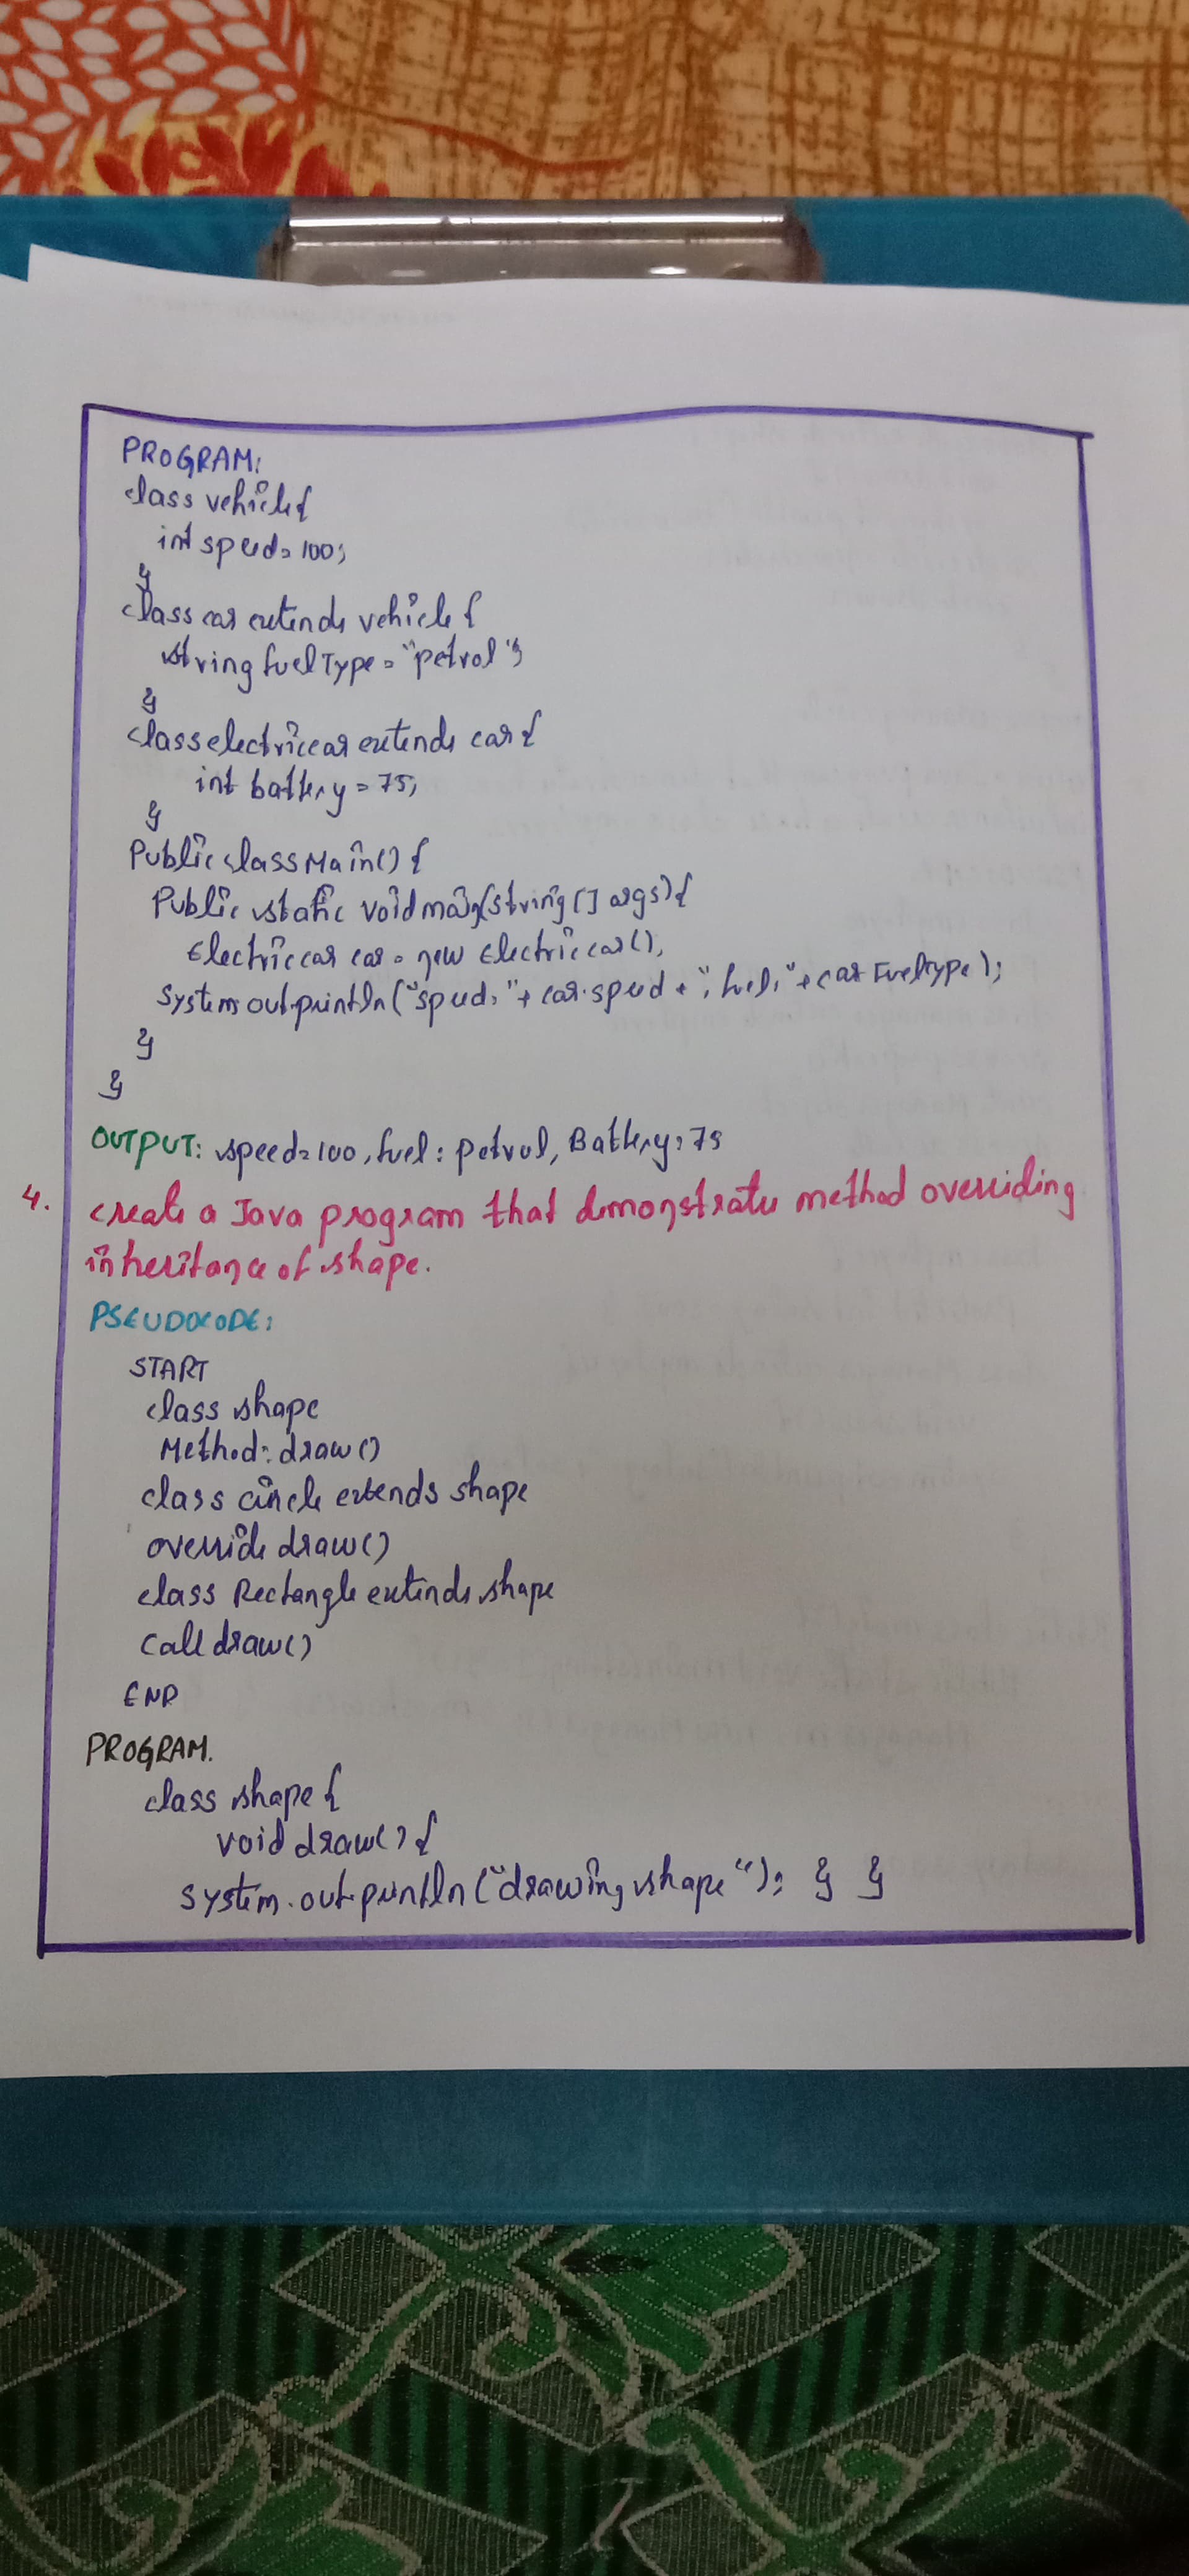 PROGRAM:
class vehicle{
int speed=100;
}
class car extends vehicle {
string fuelType = "petrol";
}
class electriccar extends car {
int battery = 75;
}
Public class Main() {
Public static void main(string [] args){
Electriccar car = new Electriccar();
System out.println("speed: "+ car.speed + ", fuel: "+ car Fueltype );
}
}
OUTPUT: speed=100, fuel: petrol, Battery: 75
4. create a Java program that demonstrates method overriding
inheritance of shape.
PSEUDOCODE:
START
class shape
Method: draw()
class circle extends shape
override draw()
class Rectangle extends shape
call draw()
END
PROGRAM.
class shape {
void draw() {
System.out.println("drawing shape"); } }